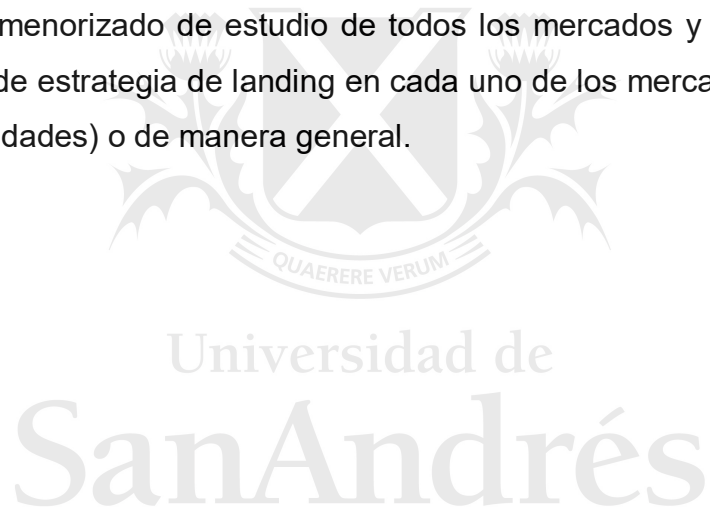 menorizado de estudio de todos los mercados y
de estrategia de landing en cada uno de los merca
dades) o de manera general.
QUAERERE VERUM
Universidad de
SanAndrés